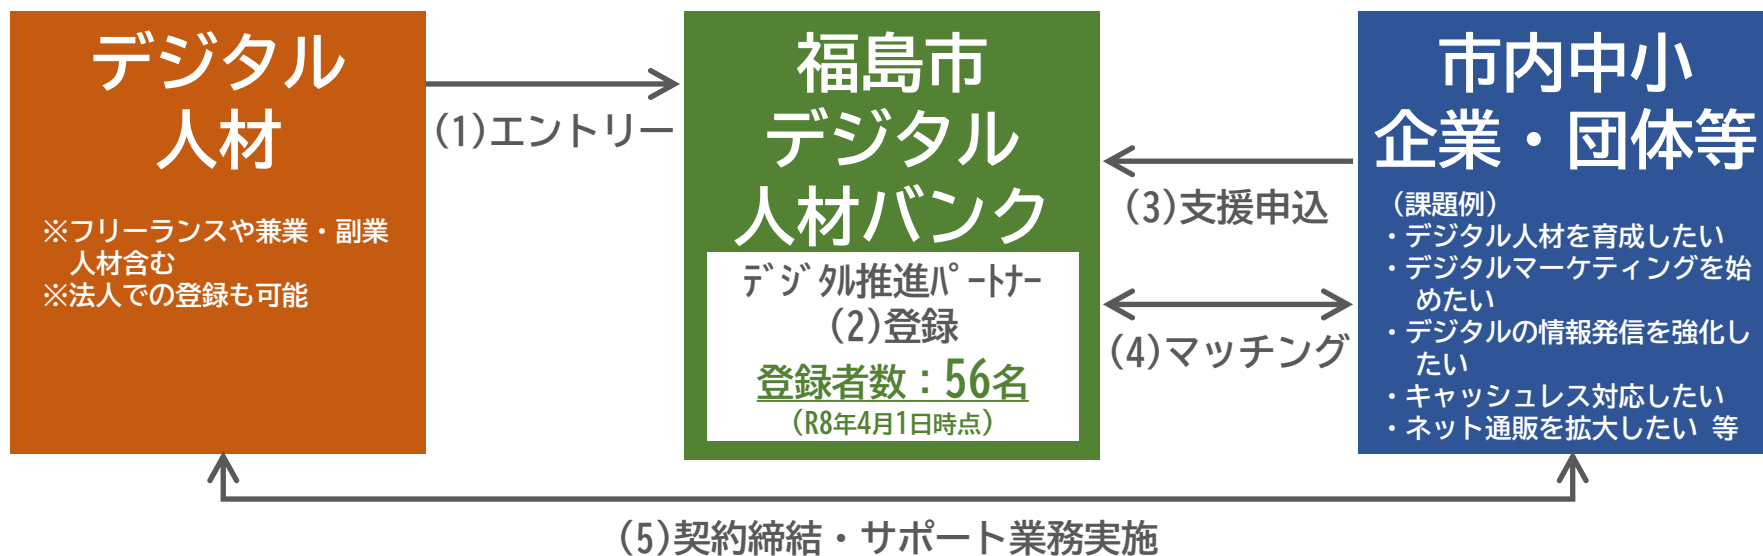 デジタル
人材
※フリーランスや兼業・副業
人材含む
※法人での登録も可能
(1)エントリー
福島市
デジタル
人材バンク
ﾃﾞｼﾞﾀﾙ推進ﾊﾟｰﾄﾅｰ
(2)登録
登録者数：56名
（R8年4月1日時点）
(3)支援申込
(4)マッチング
市内中小
企業・団体等
（課題例）
・デジタル人材を育成したい
・デジタルマーケティングを始
めたい
・デジタルの情報発信を強化し
たい
・キャッシュレス対応したい
・ネット通販を拡大したい 等
(5)契約締結・サポート業務実施